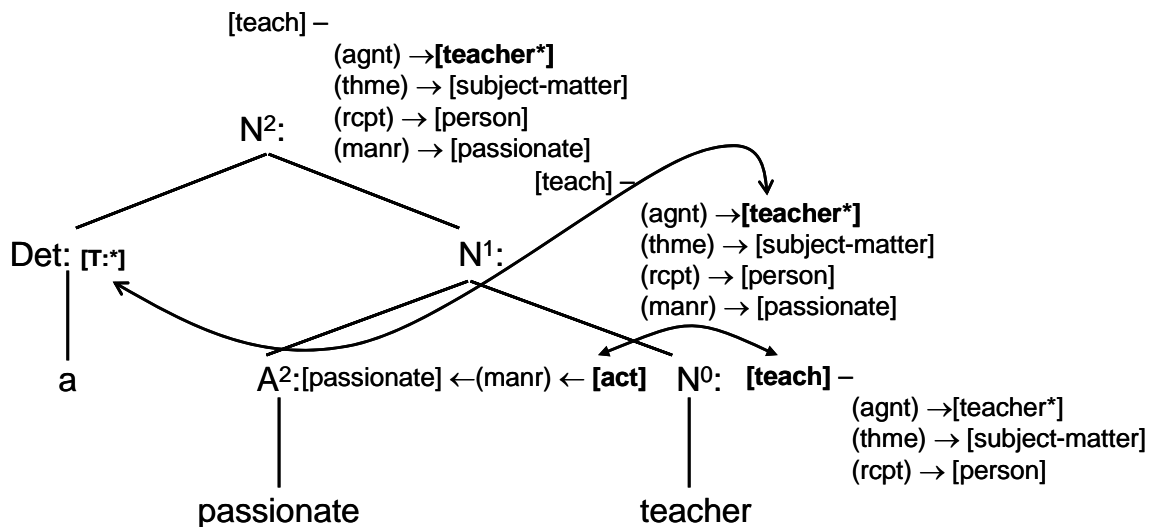 [teach] –
(agnt) →[teacher*]
(thme) → [subject-matter]
(rcpt) → [person]
N²:
(manr) → [passionate]
[teach] –
(agnt) →[teacher*]
(thme) → [subject-matter]
(rcpt) → [person]
(manr) → [passionate]
Det: [T:*]
N¹:
a
A²:[passionate] ←(manr) ← [act]
N⁰: [teach] –
(agnt) →[teacher*]
(thme) → [subject-matter]
(rcpt) → [person]
passionate
teacher